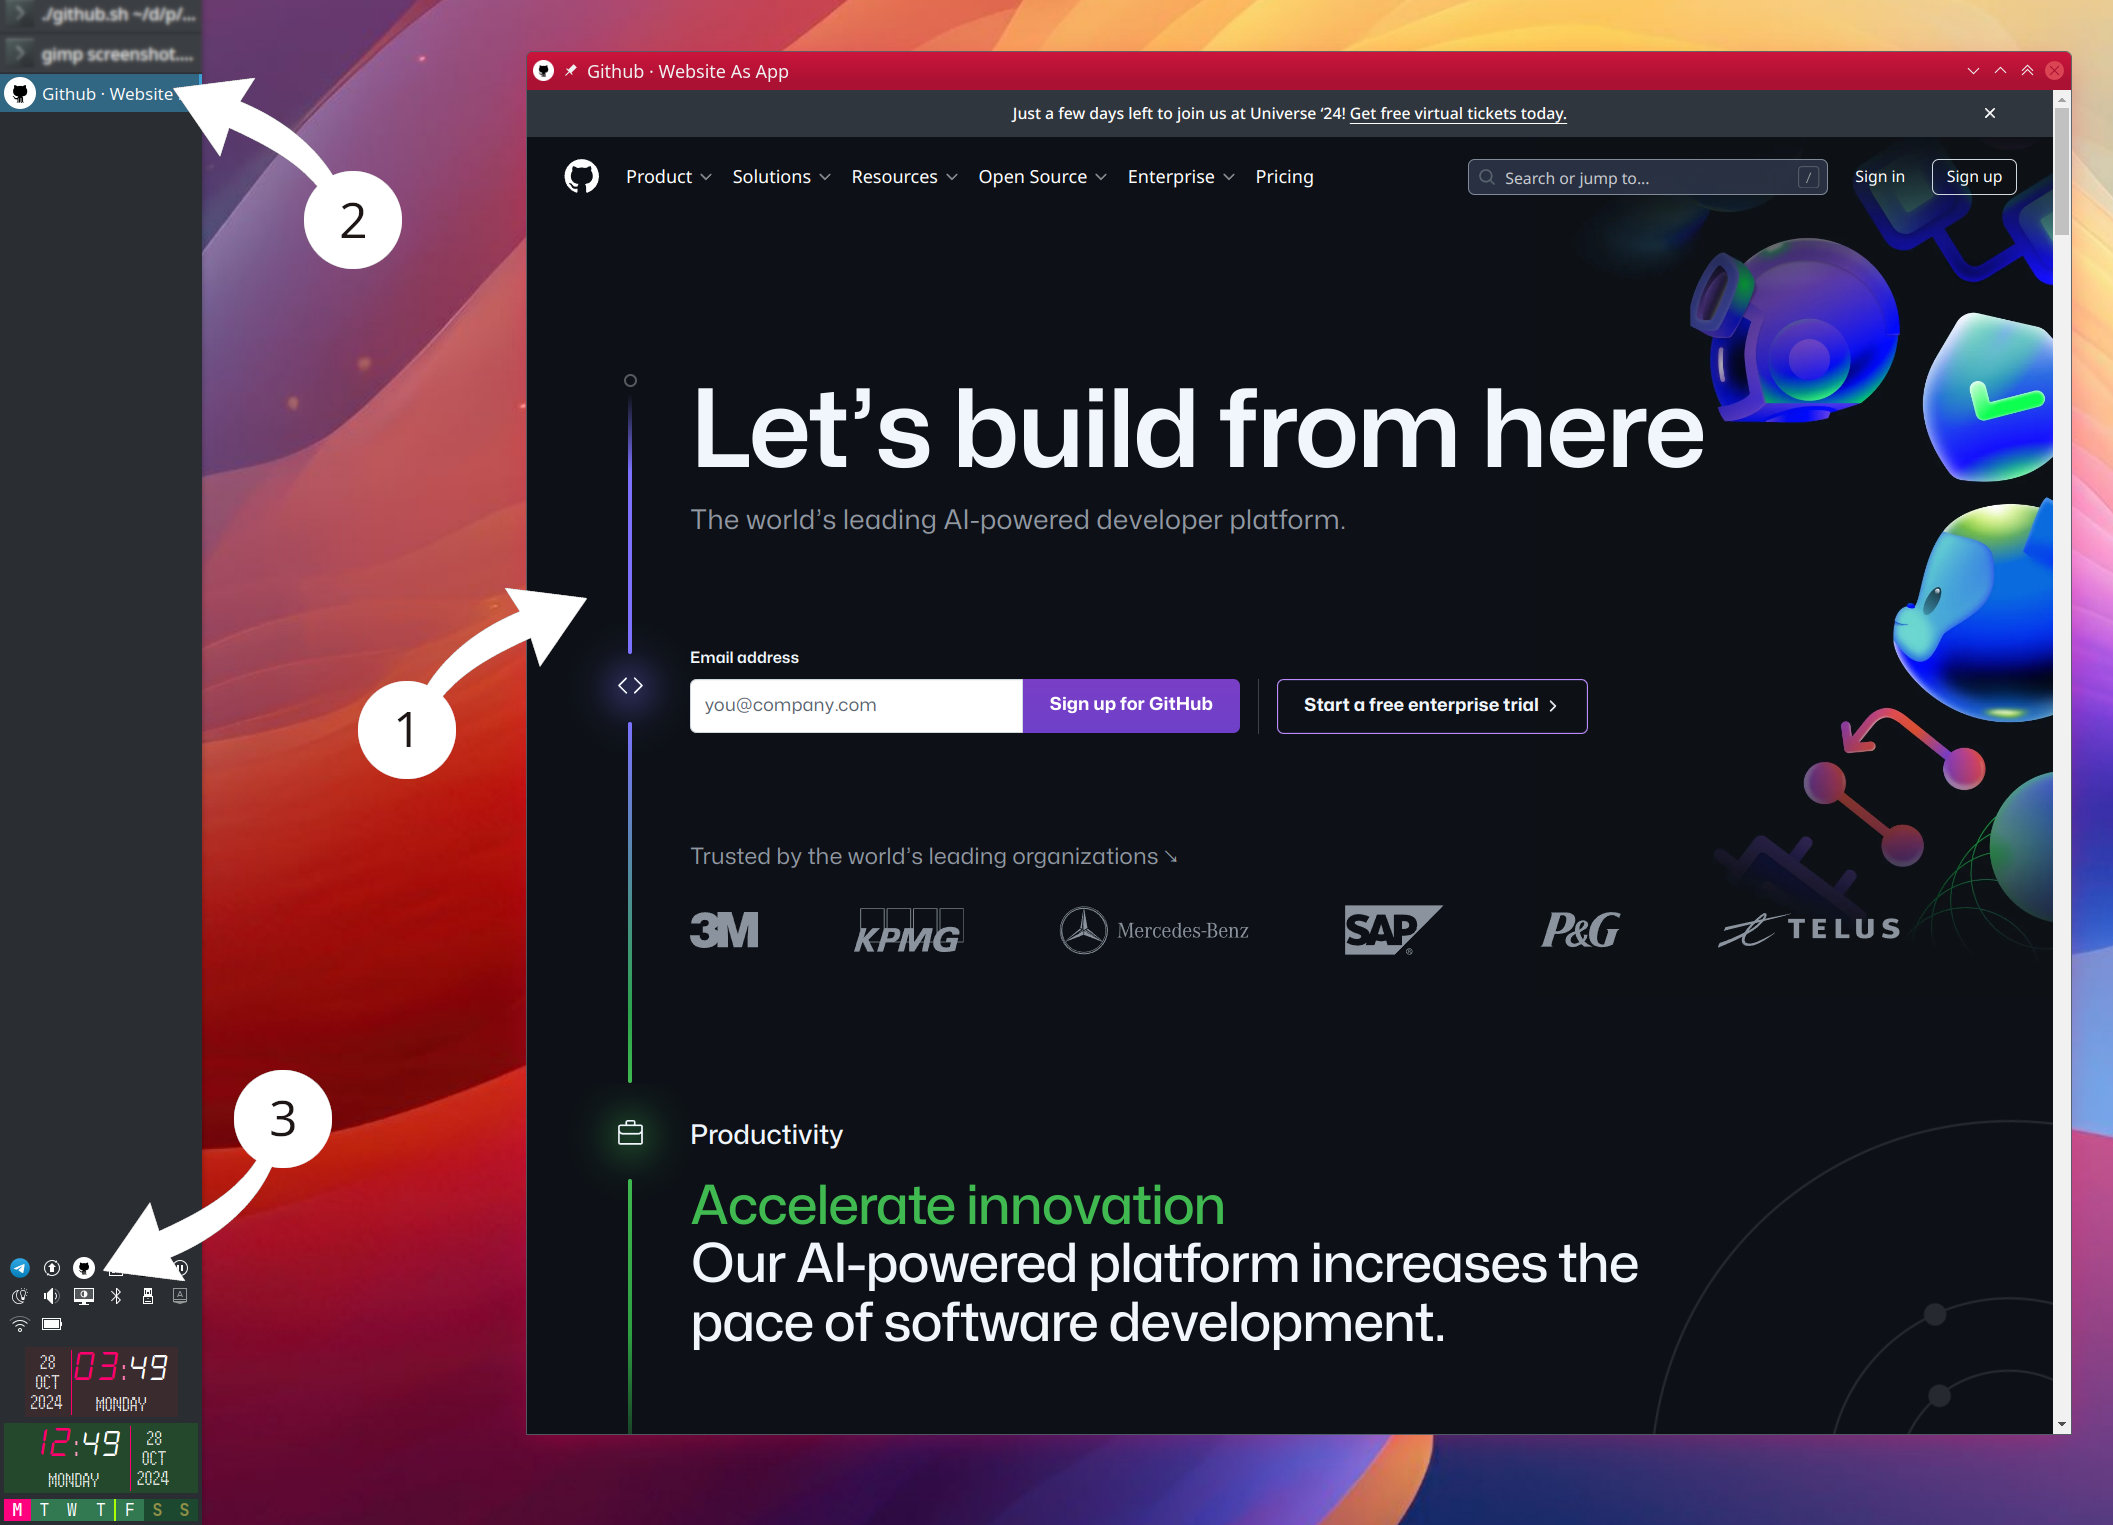 ./github.sh ~/d/p/...
gimp screenshot....
Github · Website
2
Github · Website As App
Just a few days left to join us at Universe ‘24! Get free virtual tickets today.
Product
Solutions
Resources
Open Source
Enterprise
Pricing
Search or jump to...
/
Sign in
Sign up
Let’s build from here
The world’s leading AI-powered developer platform.
1
Email address
you@company.com
Sign up for GitHub
Start a free enterprise trial
Trusted by the world’s leading organizations
3M
KPMG
Mercedes-Benz
SAP
®
P&G
TELUS
3
Productivity
Accelerate innovation
Our AI-powered platform increases the
pace of software development.
28
OCT
2024
03:49
MONDAY
12:49
MONDAY
28
OCT
2024
M T W T F S S